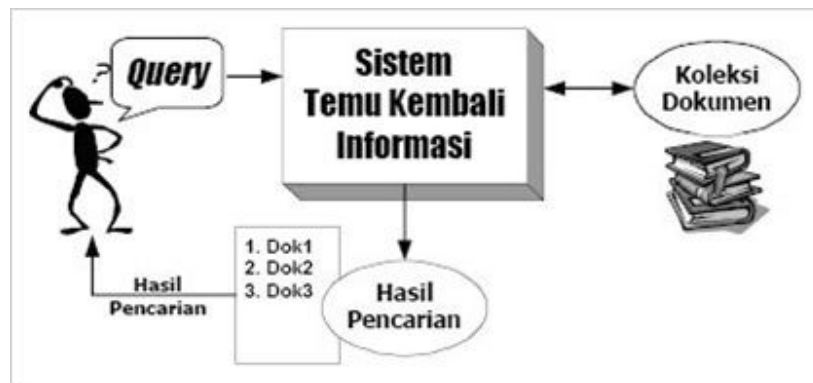 Query
Sistem
Temu Kembali
Informasi
Koleksi
Dokumen
1. Dok1
2. Dok2
3. Dok3
Hasil
Pencarian
Hasil
Pencarian